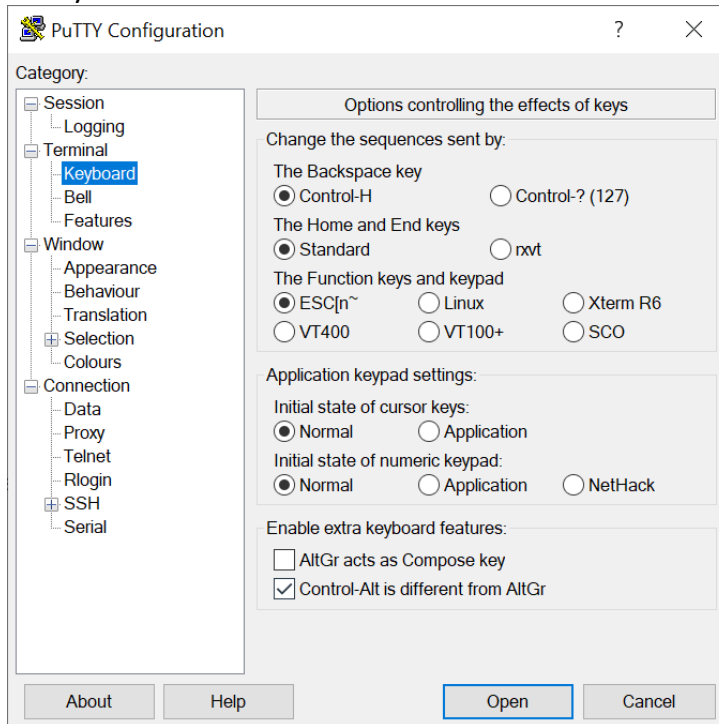 PuTTY Configuration ? ×
Category:
Session
Logging
Terminal
Keyboard
Bell
Features
Window
Appearance
Behaviour
Translation
Selection
Colours
Connection
Data
Proxy
Telnet
Rlogin
SSH
Serial
Options controlling the effects of keys
Change the sequences sent by:
The Backspace key
Control-H Control-? (127)
The Home and End keys
Standard rxvt
The Function keys and keypad
ESC[n~ Linux Xterm R6
VT400 VT100+ SCO
Application keypad settings:
Initial state of cursor keys:
Normal Application
Initial state of numeric keypad:
Normal Application NetHack
Enable extra keyboard features:
AltGr acts as Compose key
Control-Alt is different from AltGr
About Help Open Cancel